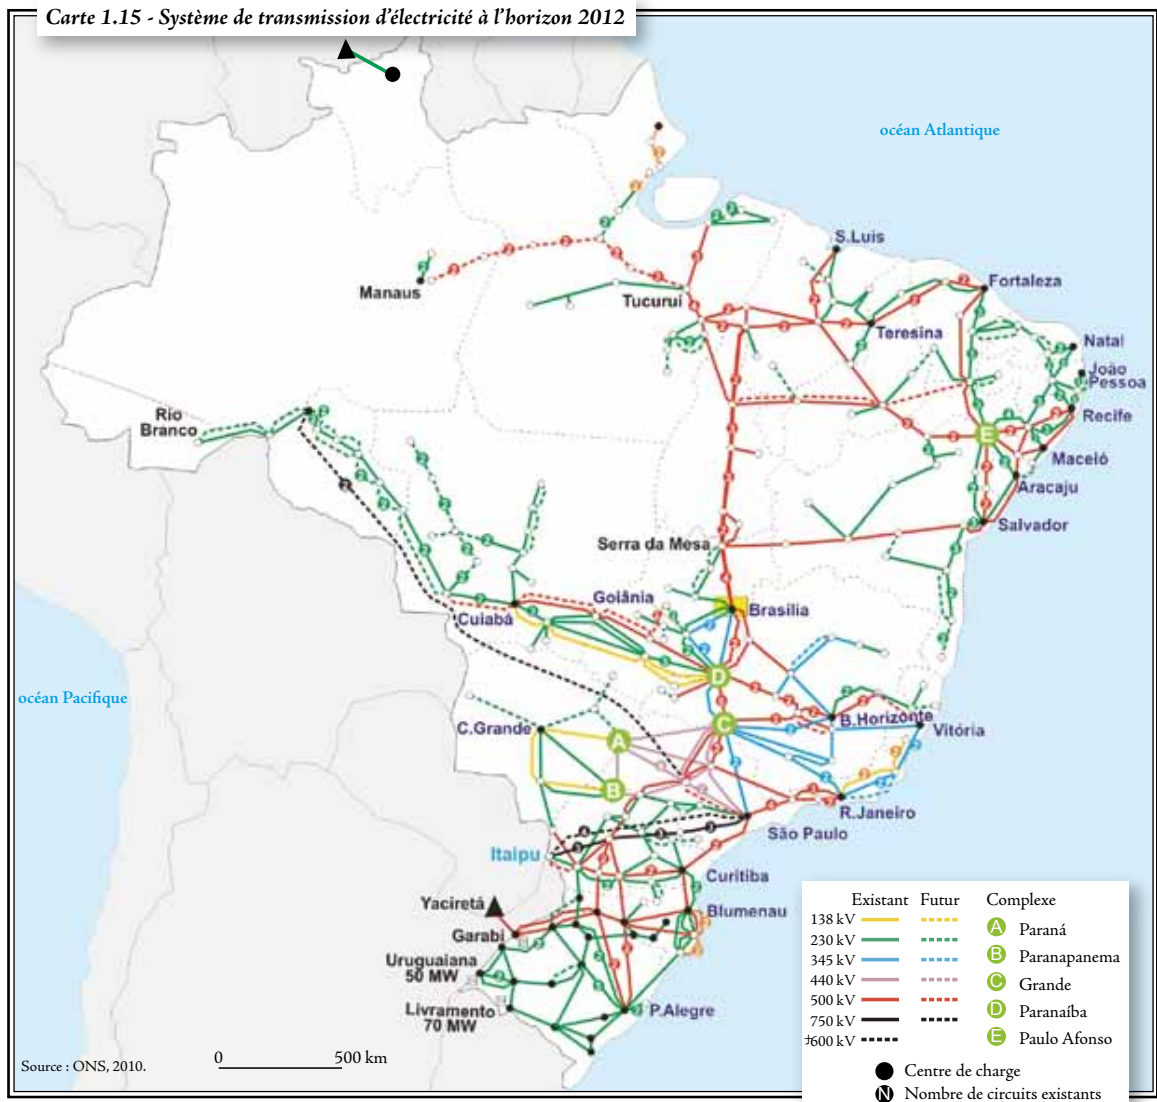 Carte 1.15 - Système de transmission d'électricité à l'horizon 2012
océan Atlantique
S.Luis
Fortaleza
Manaus
Tucuruí
Teresina
Natal
João
Pessoa
Recife
Rio
Branco
E
Maceió
Aracaju
Salvador
Serra da Mesa
Goiânia
Brasília
Cuiabá
D
océan Pacifique
C.Grande
A
C
B.Horizonte
Vitória
B
R.Janeiro
São Paulo
Itaipu
Curitiba
Yaciretá
Blumenau
Garabi
Uruguaiana
50 MW
Livramento
70 MW
P.Alegre
Existant Futur Complexe
138 kV
230 kV
345 kV
440 kV
500 kV
750 kV
±600 kV
A Paraná
B Paranapanema
C Grande
D Paranaíba
E Paulo Afonso
Centre de charge
N Nombre de circuits existants
Source : ONS, 2010.
0 500 km